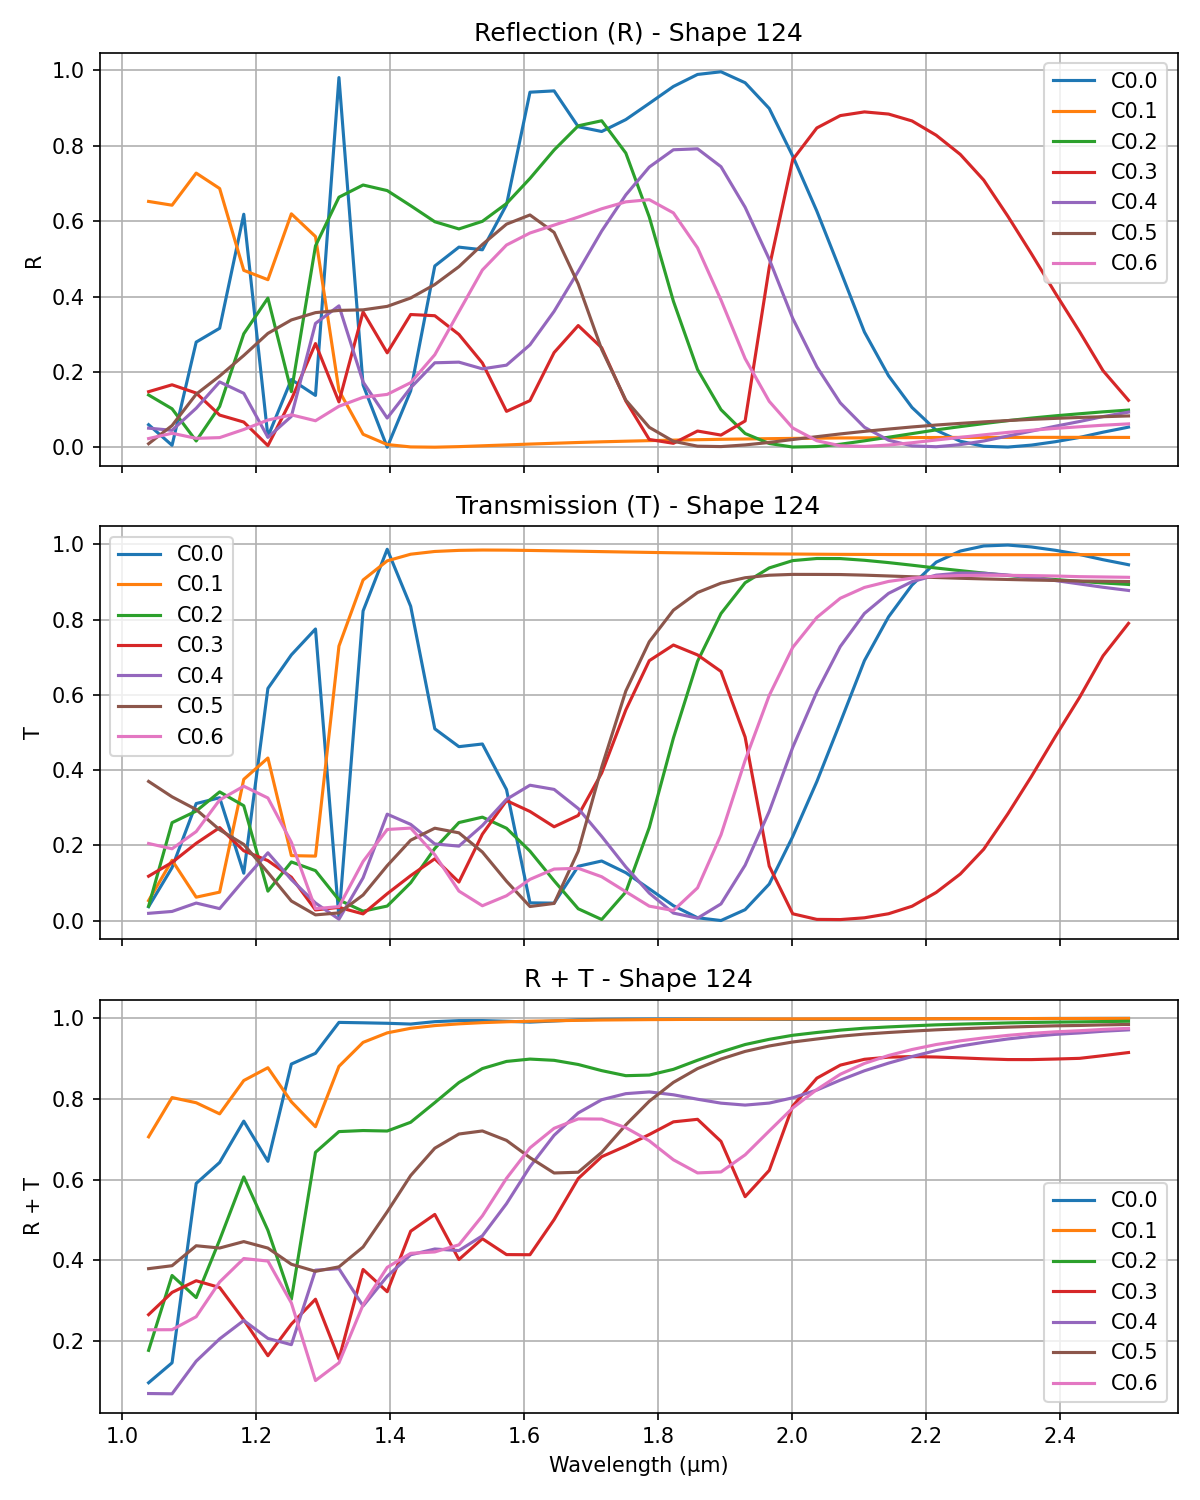 Reflection (R) - Shape 124
1.0
0.8
0.6
0.4
0.2
0.0
R
C0.0
C0.1
C0.2
C0.3
C0.4
C0.5
C0.6
Transmission (T) - Shape 124
1.0
0.8
0.6
0.4
0.2
0.0
T
C0.0
C0.1
C0.2
C0.3
C0.4
C0.5
C0.6
R + T - Shape 124
1.0
0.8
0.6
0.4
0.2
R + T
C0.0
C0.1
C0.2
C0.3
C0.4
C0.5
C0.6
1.0 1.2 1.4 1.6 1.8 2.0 2.2 2.4
Wavelength (μm)